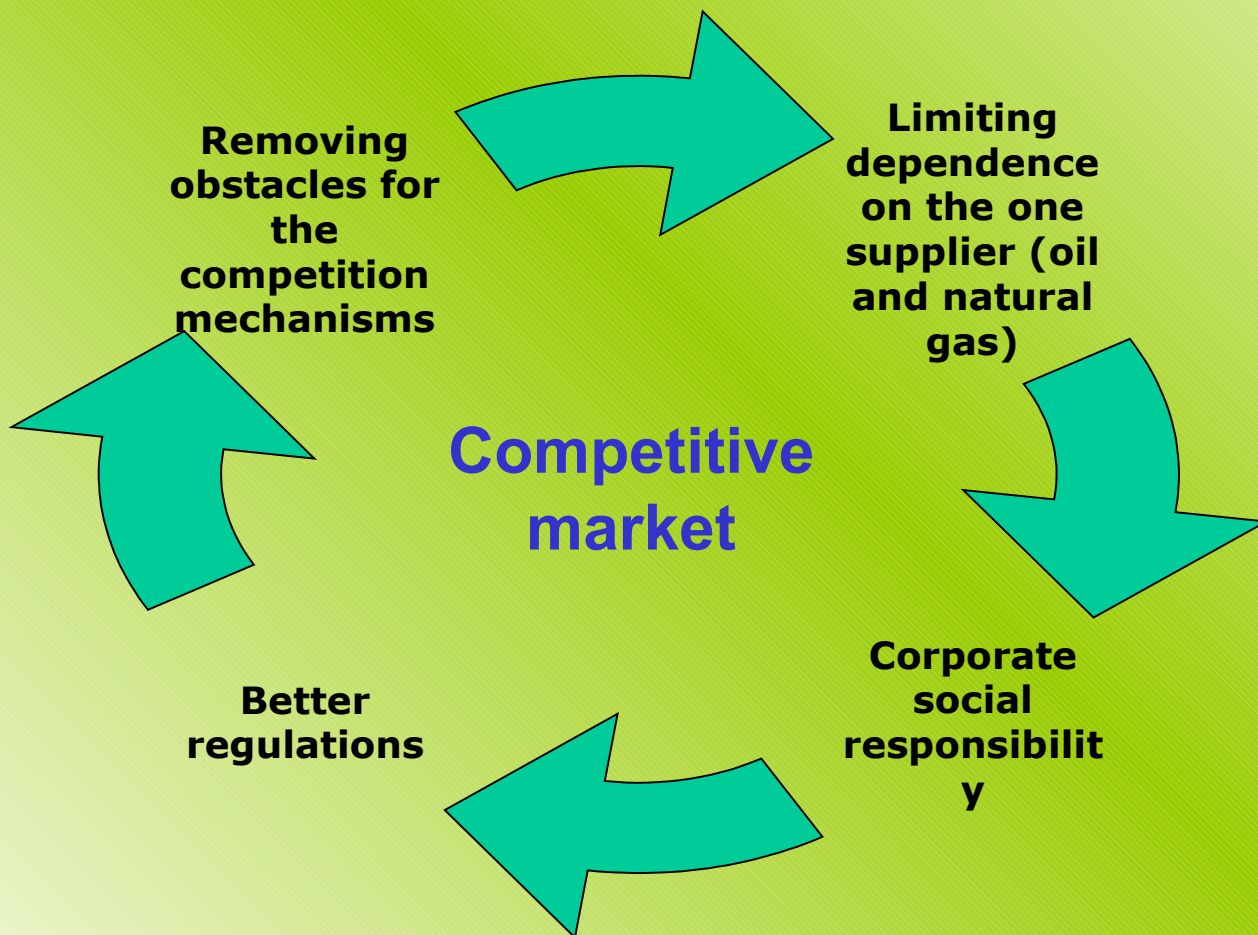 Removing
obstacles for
the
competition
mechanisms
Limiting
dependence
on the one
supplier (oil
and natural
gas)
Competitive
market
Better
regulations
Corporate
social
responsibilit
y